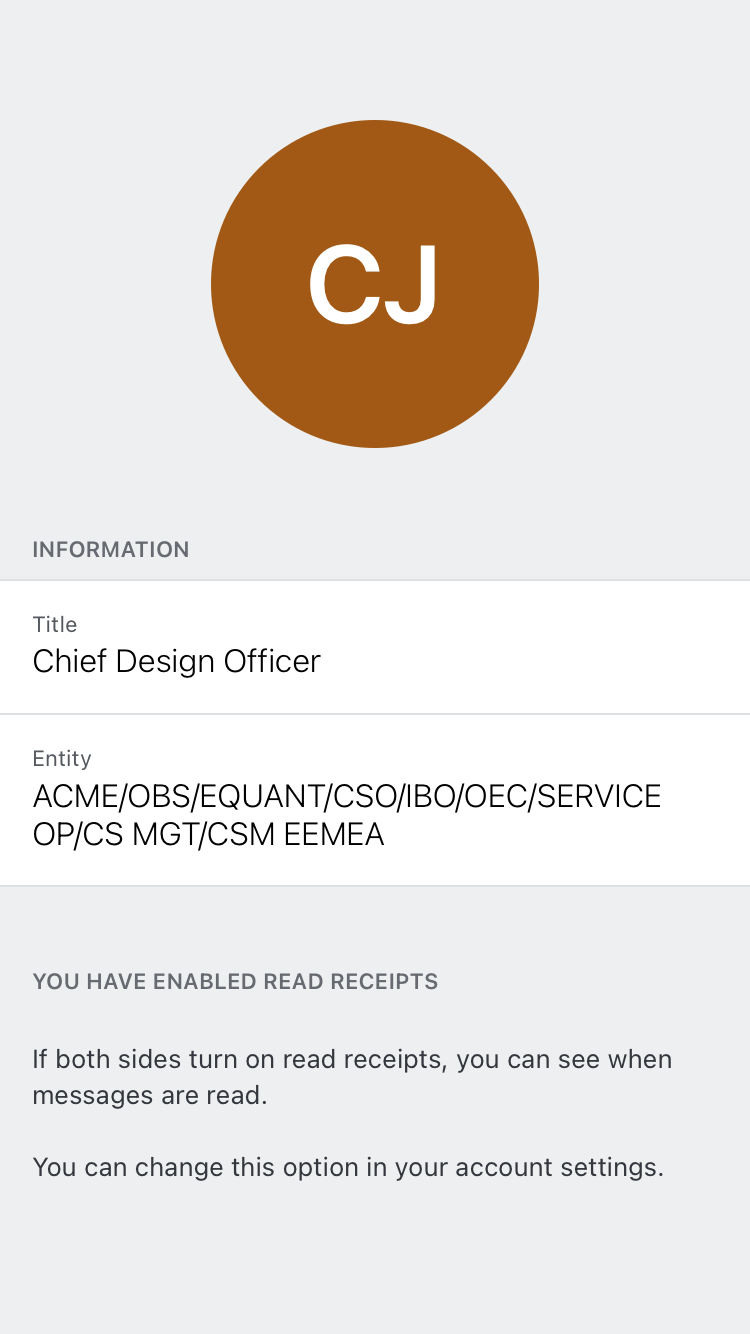 CJ
INFORMATION
Title
Chief Design Officer
Entity
ACME/OBS/EQUANT/CSO/IBO/OEC/SERVICE
OP/CS MGT/CSM EEMEA
YOU HAVE ENABLED READ RECEIPTS
If both sides turn on read receipts, you can see when
messages are read.
You can change this option in your account settings.